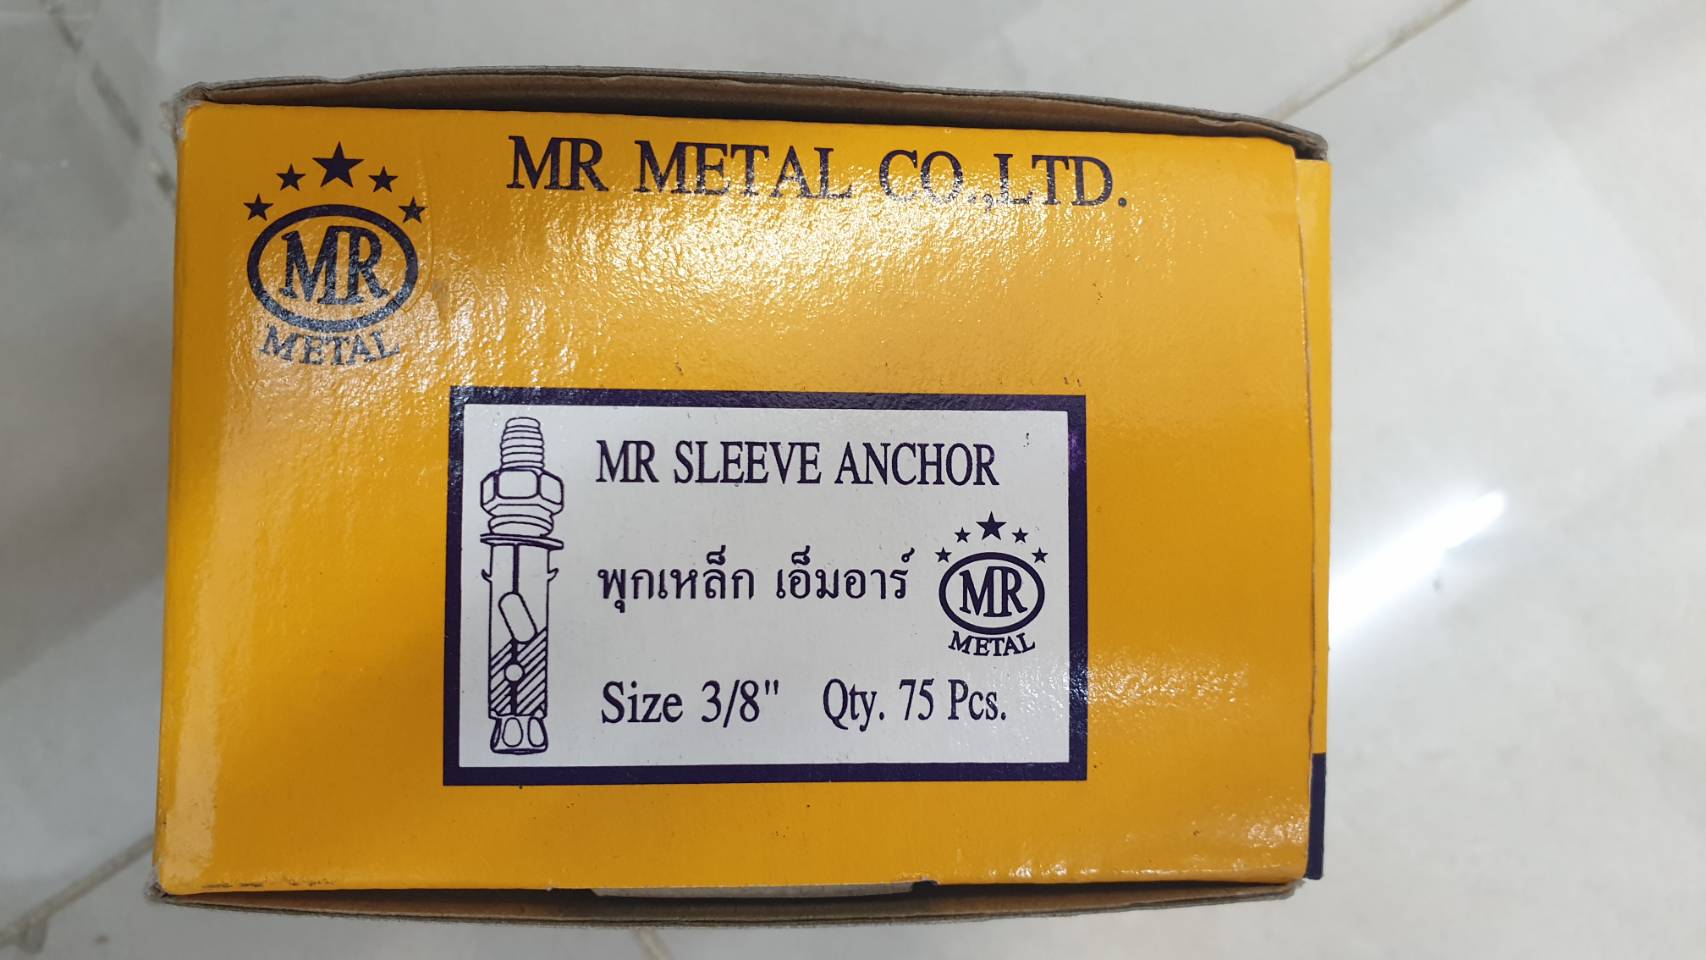 MR METAL CO.,LTD.
MR
METAL
MR SLEEVE ANCHOR
พุกเหล็ก เอ็มอาร์
MR
METAL
Size 3/8" Qty. 75 Pcs.